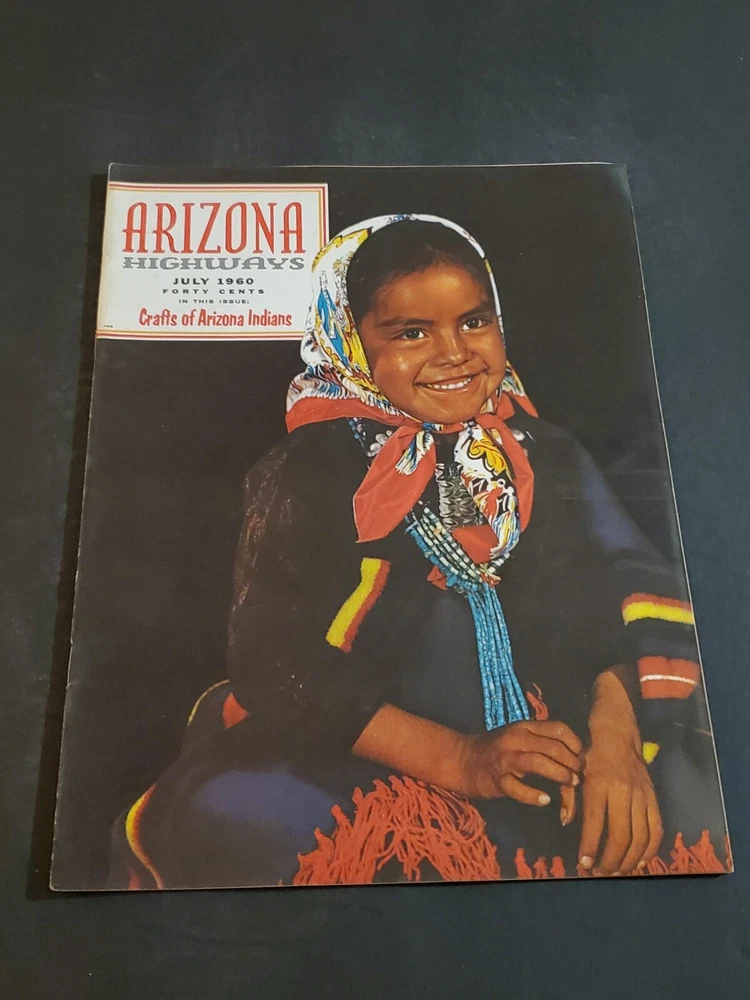 ARIZONA
HIGHWAYS
JULY 1960
FORTY CENTS
IN THIS ISSUE:
Crafts of Arizona Indians